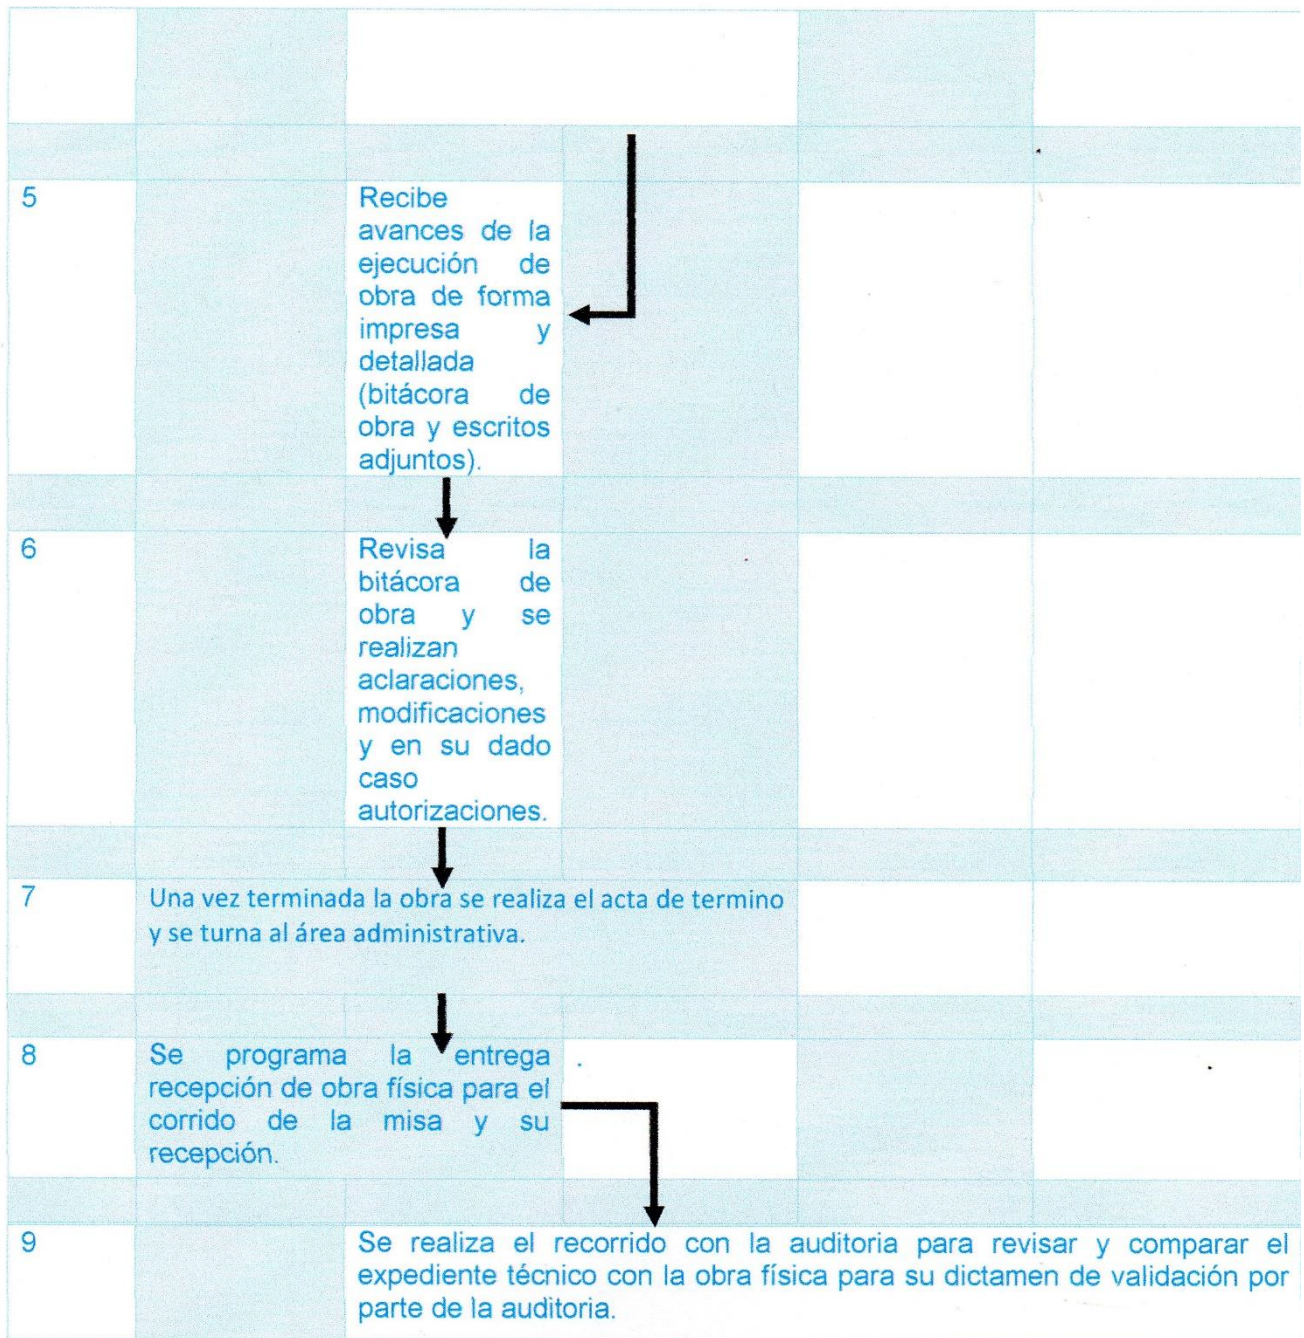 5
Recibe
avances de la
ejecución de
obra de forma
impresa y
detallada
(bitácora de
obra y escritos
adjuntos).
6
Revisa la
bitácora de
obra y se
realizan
aclaraciones,
modificaciones
y en su dado
caso
autorizaciones.
7
Una vez terminada la obra se realiza el acta de termino
y se turna al área administrativa.
8
Se programa la entrega
recepción de obra física para el
corrido de la misa y su
recepción.
.
9
Se realiza el recorrido con la auditoria para revisar y comparar el
expediente técnico con la obra física para su dictamen de validación por
parte de la auditoria.